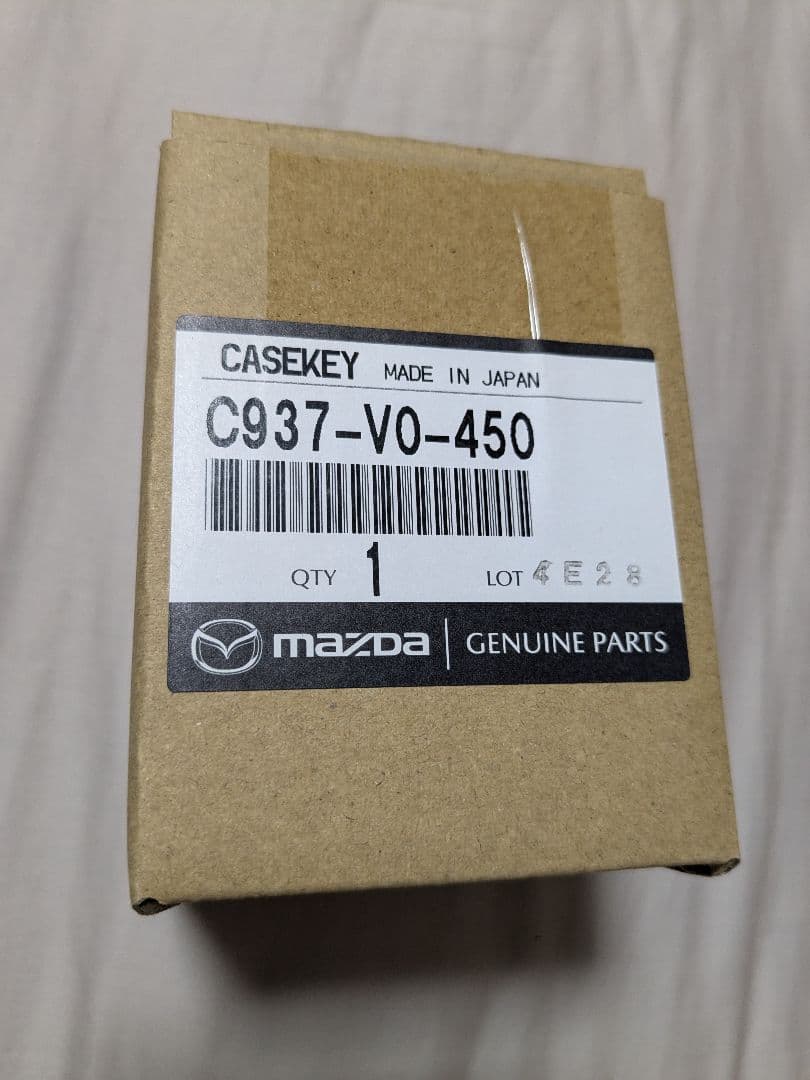 CASEKEY MADE IN JAPAN
C937-V0-450
QTY 1 LOT 4E28
mazda GENUINE PARTS